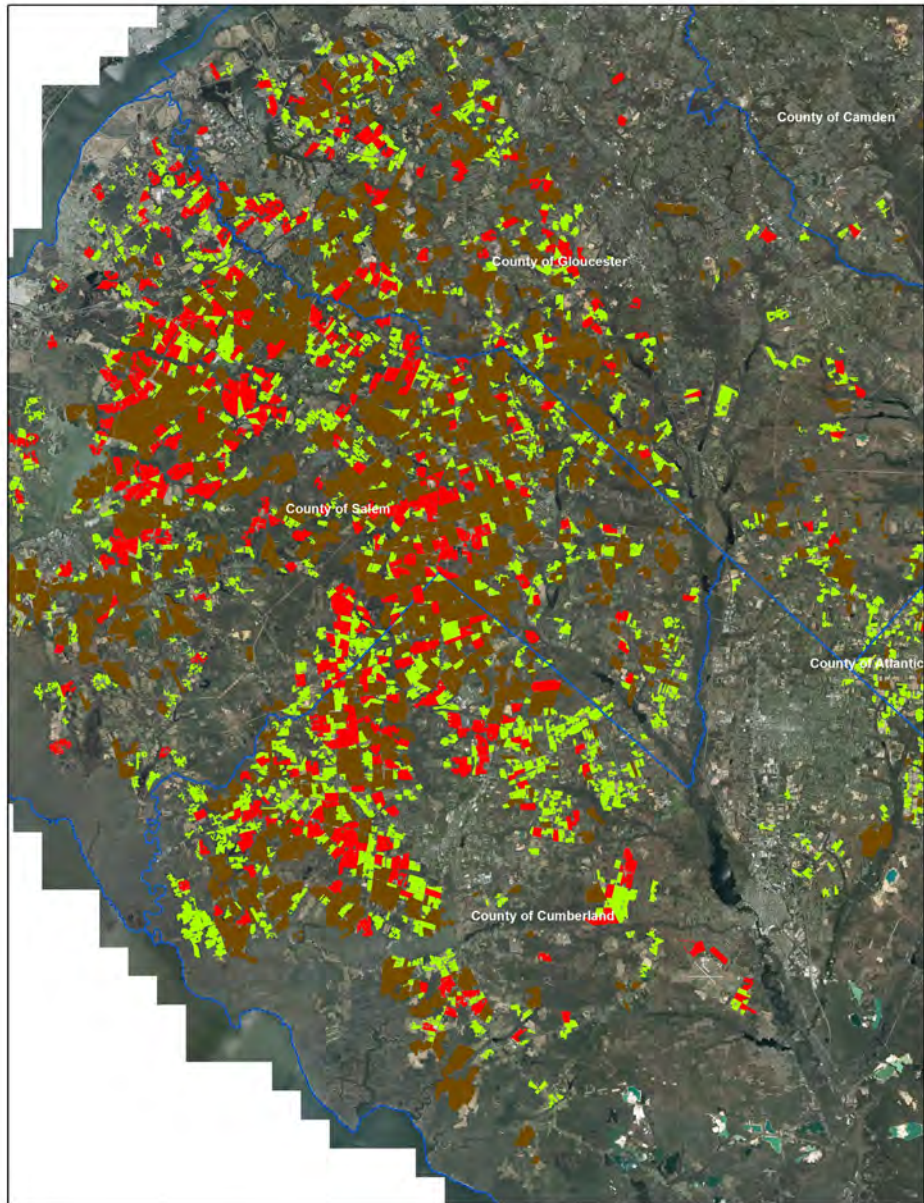 County of Camden
County of Gloucester
County of Salem
County of Atlantic
County of Cumberland